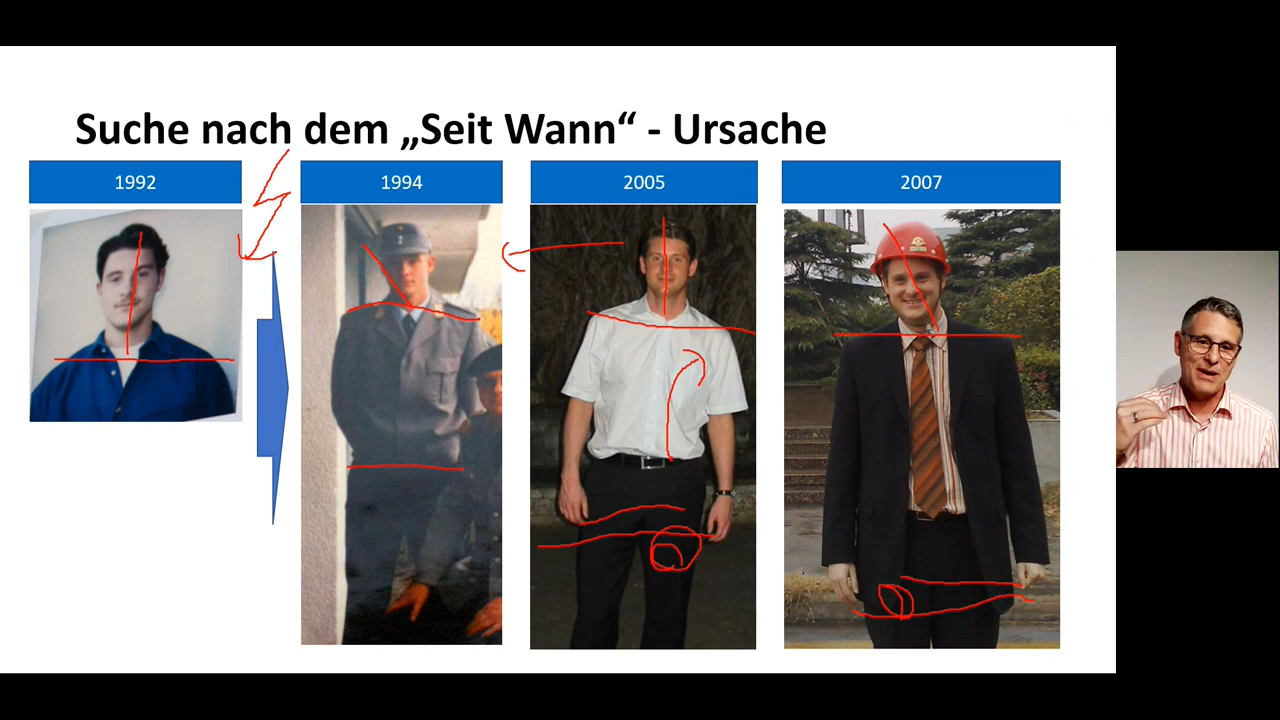 Suche nach dem „Seit Wann“ - Ursache
1992
1994
2005
2007